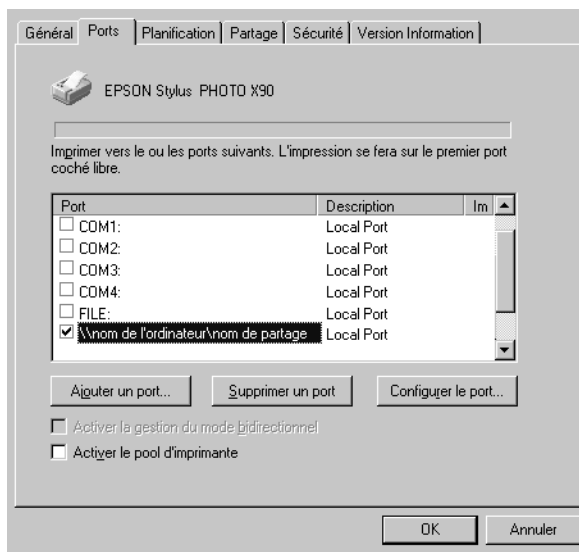 Général Ports Planification Partage Sécurité Version Information
EPSON Stylus PHOTO X90
Imprimer vers le ou les ports suivants. L'impression se fera sur le premier port
coché libre.
Port Description Im
COM1: Local Port
COM2: Local Port
COM3: Local Port
COM4: Local Port
FILE: Local Port
\\nom de l'ordinateur\nom de partage Local Port
Ajouter un port... Supprimer un port Configurer le port...
Activer la gestion du mode bidirectionnel
Activer le pool d'imprimante
OK Annuler